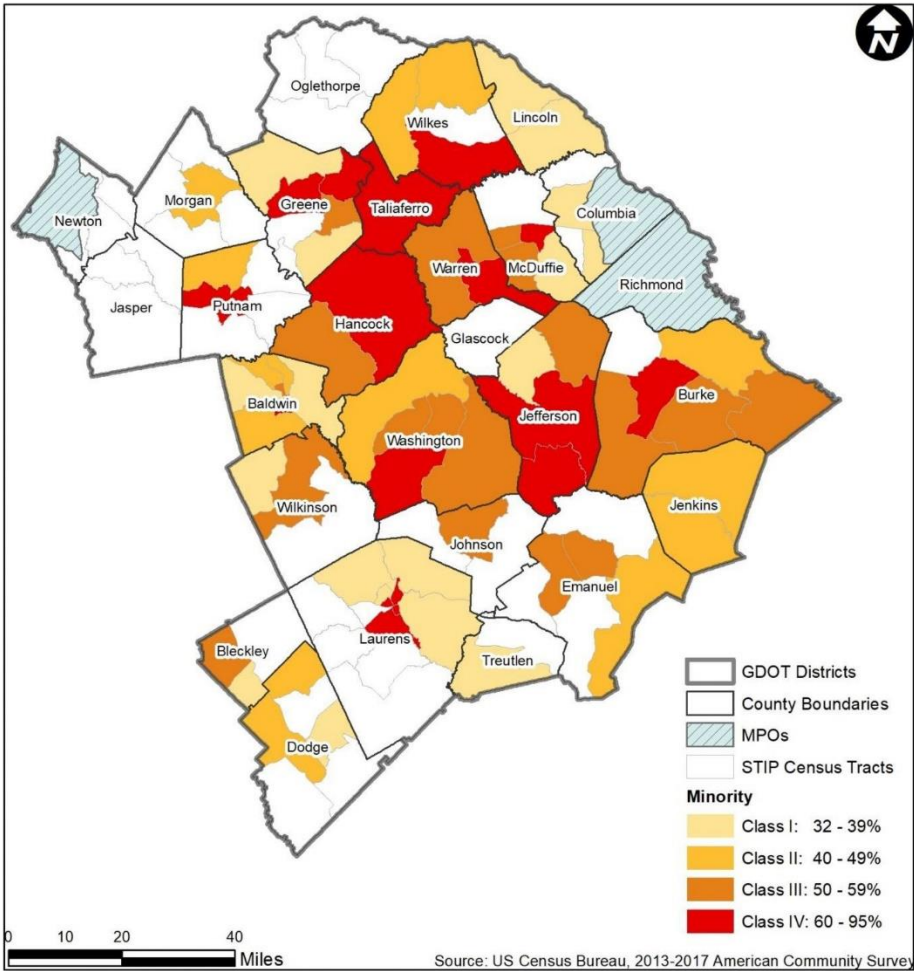 N
Oglethorpe
Wilkes
Lincoln
Newton
Morgan
Greene
Taliaferro
Columbia
Warren
McDuffie
Richmond
Jasper
Putnam
Hancock
Glascock
Baldwin
Jefferson
Burke
Washington
Wilkinson
Jenkins
Johnson
Emanuel
Laurens
Bleckley
Treutlen
Dodge
GDOT Districts
County Boundaries
MPOs
STIP Census Tracts
Minority
Class I: 32 - 39%
Class II: 40 - 49%
Class III: 50 - 59%
Class IV: 60 - 95%
0 10 20 40
Miles
Source: US Census Bureau, 2013-2017 American Community Survey